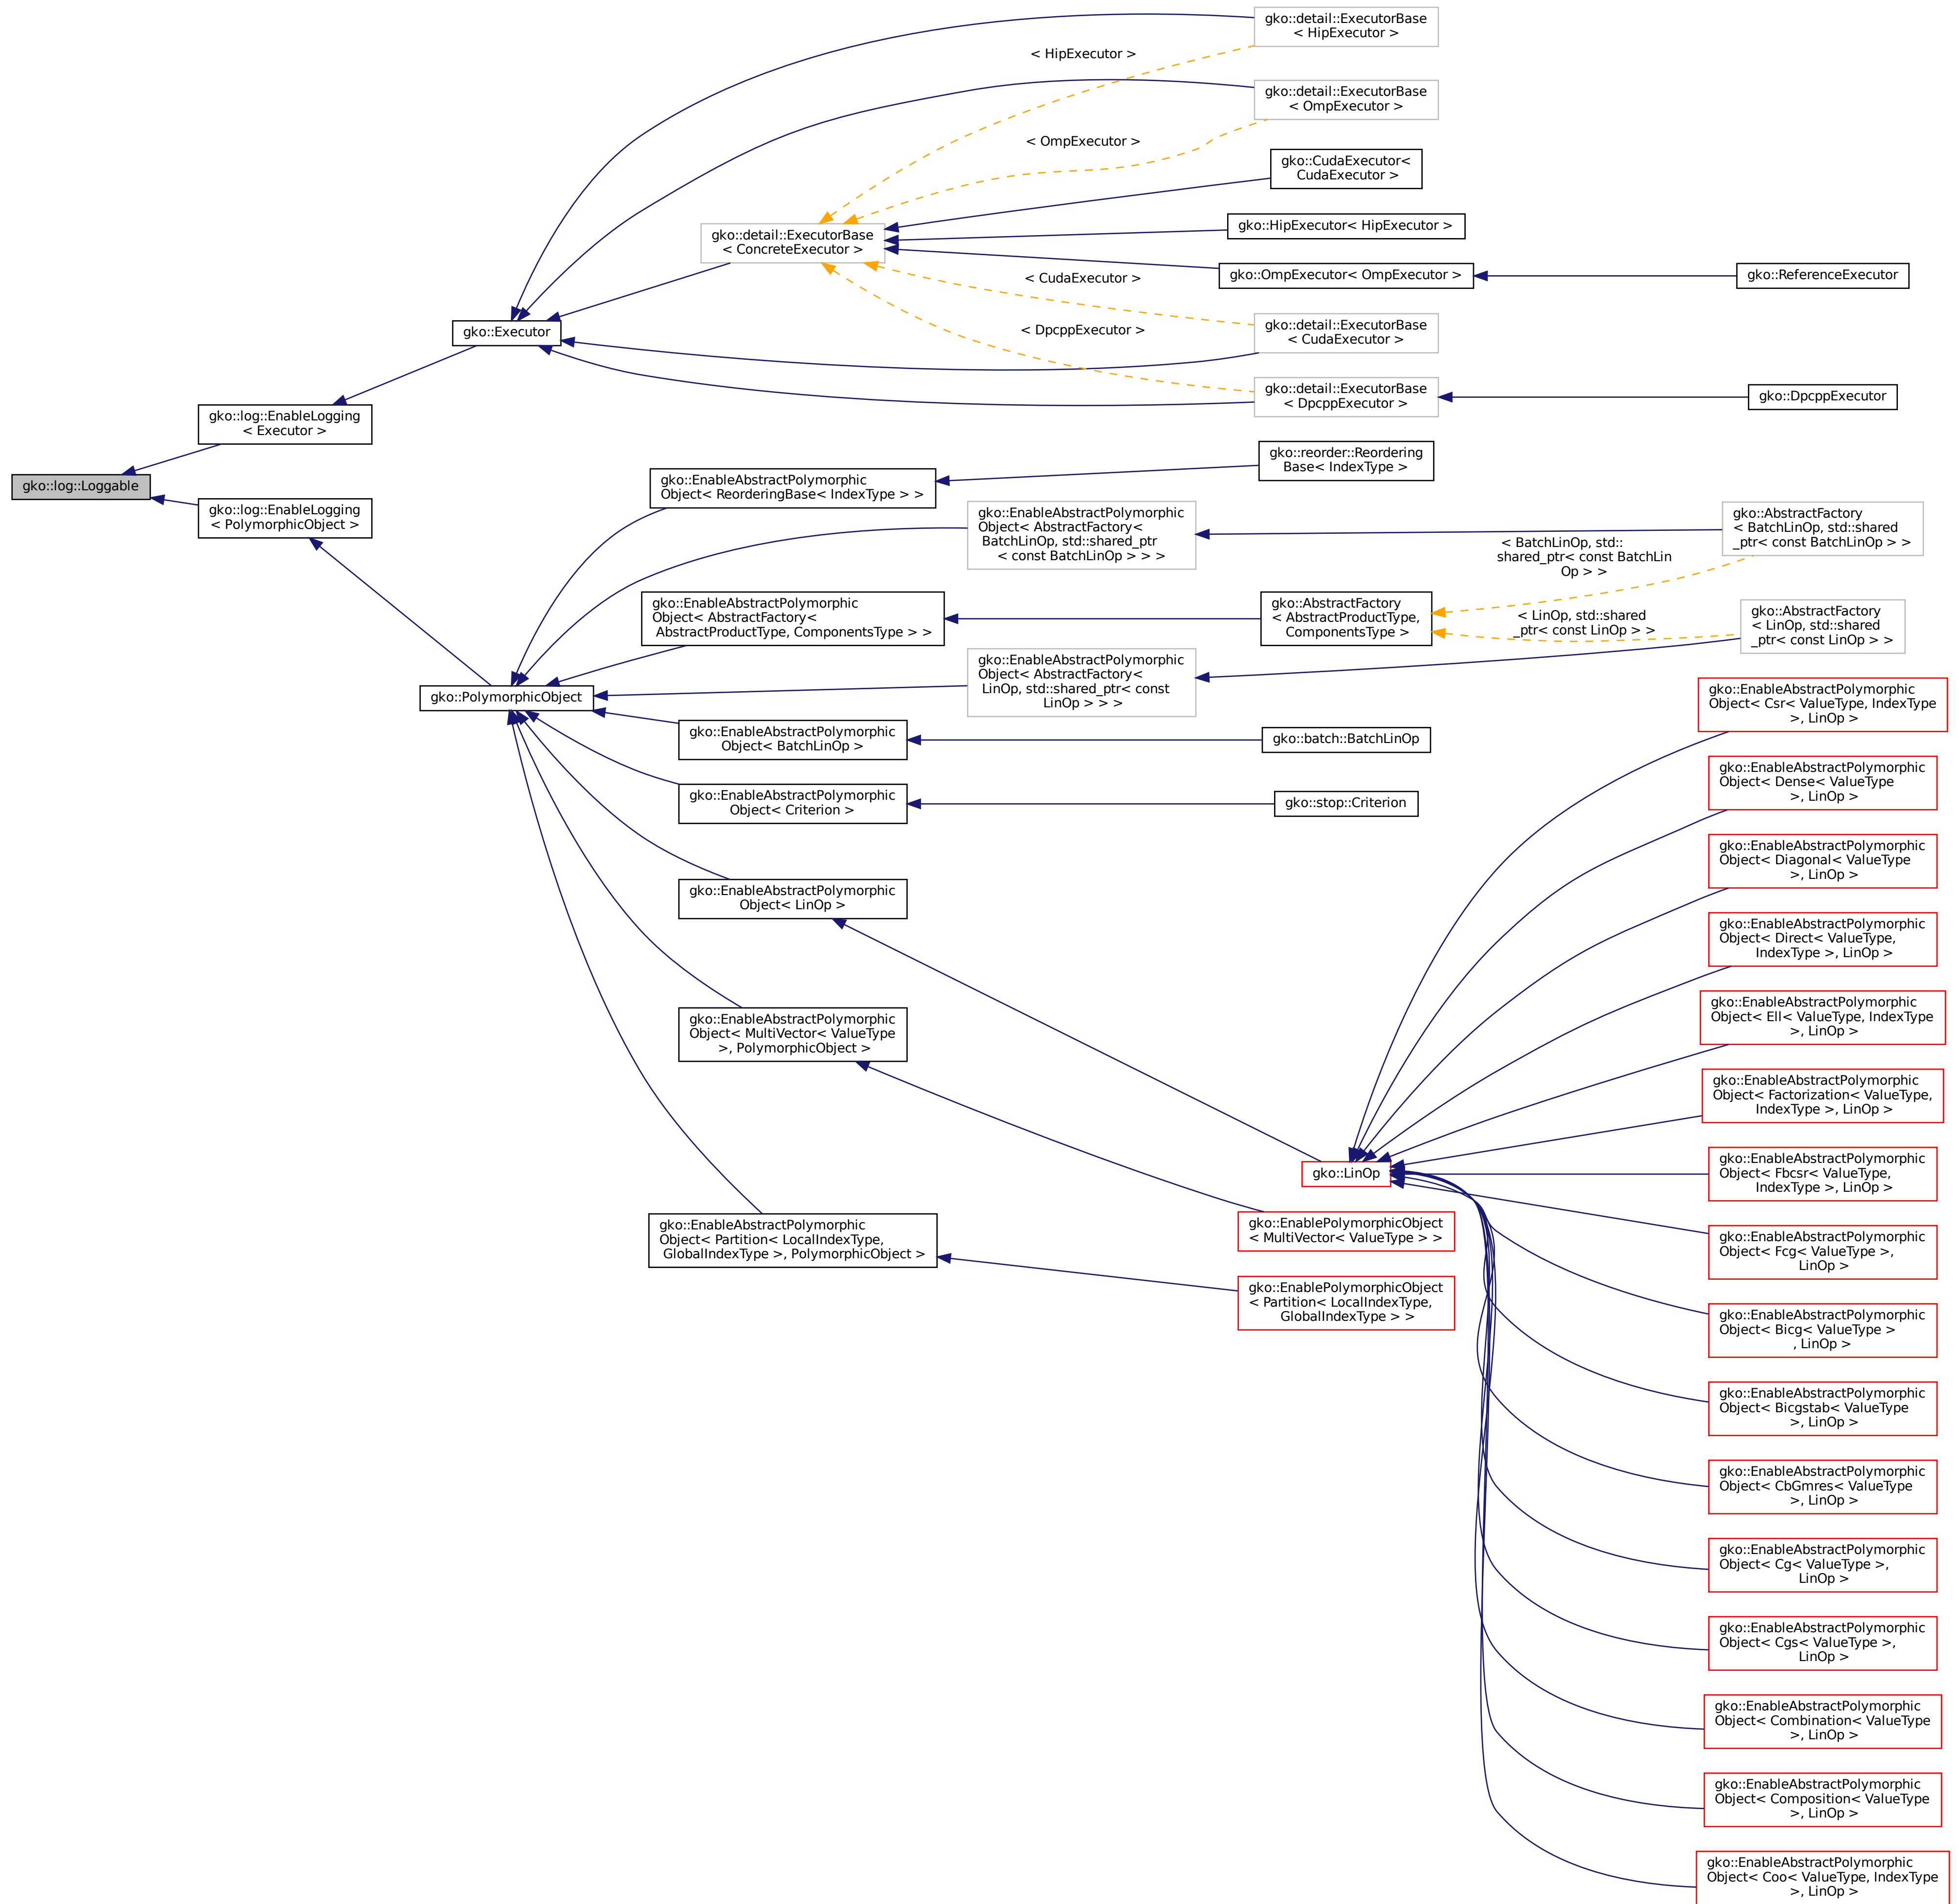 gko::detail::ExecutorBase
< HipExecutor >
< HipExecutor >
gko::detail::ExecutorBase
< OmpExecutor >
< OmpExecutor >
gko::CudaExecutor<
CudaExecutor >
gko::detail::ExecutorBase
< ConcreteExecutor >
gko::HipExecutor< HipExecutor >
gko::OmpExecutor< OmpExecutor >
gko::ReferenceExecutor
< CudaExecutor >
gko::Executor
< DpcppExecutor >
gko::detail::ExecutorBase
< CudaExecutor >
gko::detail::ExecutorBase
< DpcppExecutor >
gko::DpcppExecutor
gko::log::EnableLogging
< Executor >
gko::log::Loggable
gko::log::EnableLogging
< PolymorphicObject >
gko::EnableAbstractPolymorphic
Object< ReorderingBase< IndexType > >
gko::reorder::Reordering
Base< IndexType >
gko::EnableAbstractPolymorphic
Object< AbstractFactory<
BatchLinOp, std::shared_ptr
< const BatchLinOp > > >
gko::AbstractFactory
< BatchLinOp, std::shared
_ptr< const BatchLinOp > >
< BatchLinOp, std::
shared_ptr< const BatchLin
Op > >
gko::EnableAbstractPolymorphic
Object< AbstractFactory<
AbstractProductType, ComponentsType > >
gko::AbstractFactory
< AbstractProductType,
ComponentsType >
< LinOp, std::shared
_ptr< const LinOp > >
gko::AbstractFactory
< LinOp, std::shared
_ptr< const LinOp > >
gko::PolymorphicObject
gko::EnableAbstractPolymorphic
Object< AbstractFactory<
LinOp, std::shared_ptr< const
LinOp > > >
gko::EnableAbstractPolymorphic
Object< BatchLinOp >
gko::batch::BatchLinOp
gko::EnableAbstractPolymorphic
Object< Criterion >
gko::stop::Criterion
gko::EnableAbstractPolymorphic
Object< LinOp >
gko::EnableAbstractPolymorphic
Object< MultiVector< ValueType
>, PolymorphicObject >
gko::EnableAbstractPolymorphic
Object< Partition< LocalIndexType,
GlobalIndexType >, PolymorphicObject >
gko::LinOp
gko::EnablePolymorphicObject
< MultiVector< ValueType > >
gko::EnablePolymorphicObject
< Partition< LocalIndexType,
GlobalIndexType > >
gko::EnableAbstractPolymorphic
Object< Csr< ValueType, IndexType
>, LinOp >
gko::EnableAbstractPolymorphic
Object< Dense< ValueType
>, LinOp >
gko::EnableAbstractPolymorphic
Object< Diagonal< ValueType
>, LinOp >
gko::EnableAbstractPolymorphic
Object< Direct< ValueType,
IndexType >, LinOp >
gko::EnableAbstractPolymorphic
Object< Ell< ValueType, IndexType
>, LinOp >
gko::EnableAbstractPolymorphic
Object< Factorization< ValueType,
IndexType >, LinOp >
gko::EnableAbstractPolymorphic
Object< Fbcsr< ValueType,
IndexType >, LinOp >
gko::EnableAbstractPolymorphic
Object< Fcg< ValueType >,
LinOp >
gko::EnableAbstractPolymorphic
Object< Bicg< ValueType >
, LinOp >
gko::EnableAbstractPolymorphic
Object< Bicgstab< ValueType
>, LinOp >
gko::EnableAbstractPolymorphic
Object< CbGmres< ValueType
>, LinOp >
gko::EnableAbstractPolymorphic
Object< Cg< ValueType >,
LinOp >
gko::EnableAbstractPolymorphic
Object< Cgs< ValueType >,
LinOp >
gko::EnableAbstractPolymorphic
Object< Combination< ValueType
>, LinOp >
gko::EnableAbstractPolymorphic
Object< Composition< ValueType
>, LinOp >
gko::EnableAbstractPolymorphic
Object< Coo< ValueType, IndexType
>, LinOp >